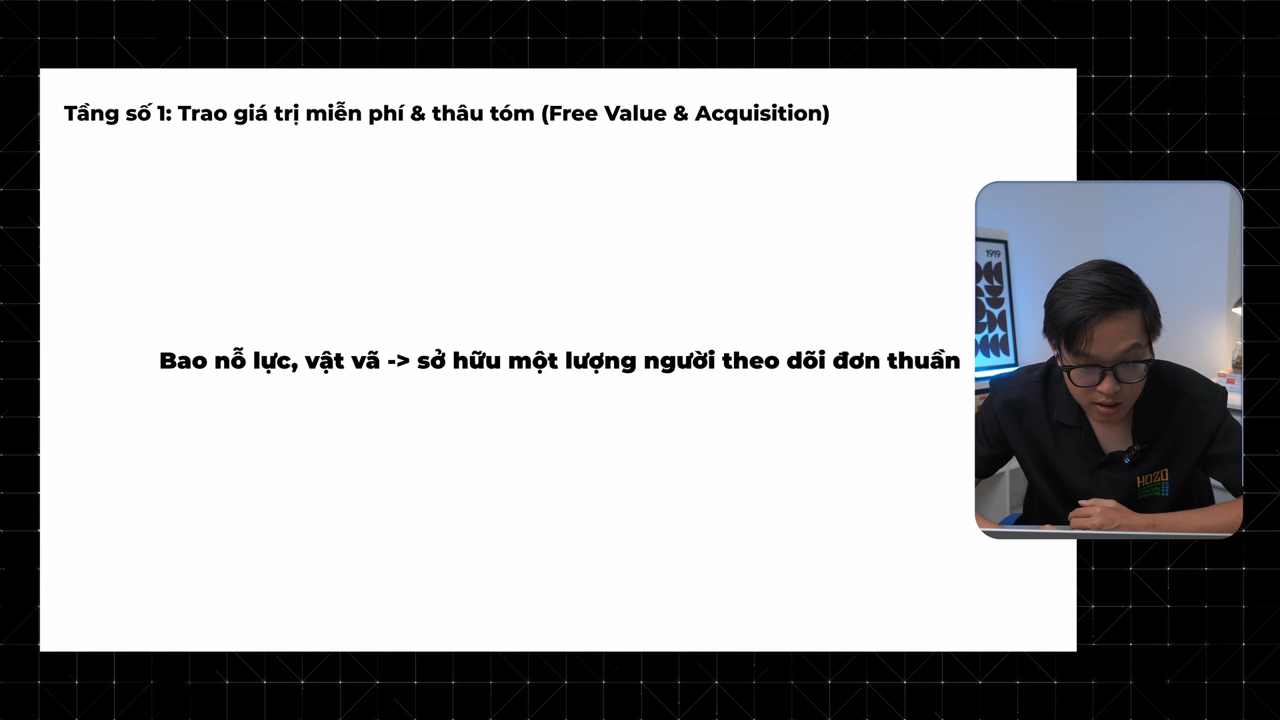 Tầng số 1: Trao giá trị miễn phí & thâu tóm (Free Value & Acquisition)
Bao nỗ lực, vật vã -> sở hữu một lượng người theo dõi đơn thuần
1919
HOZO